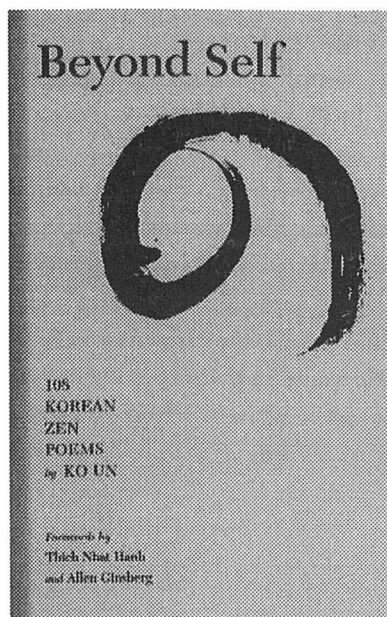 Beyond Self
108
KOREAN
ZEN
POEMS
by KO UN
Forewords by
Thich Nhat Hanh
and Allen Ginsberg